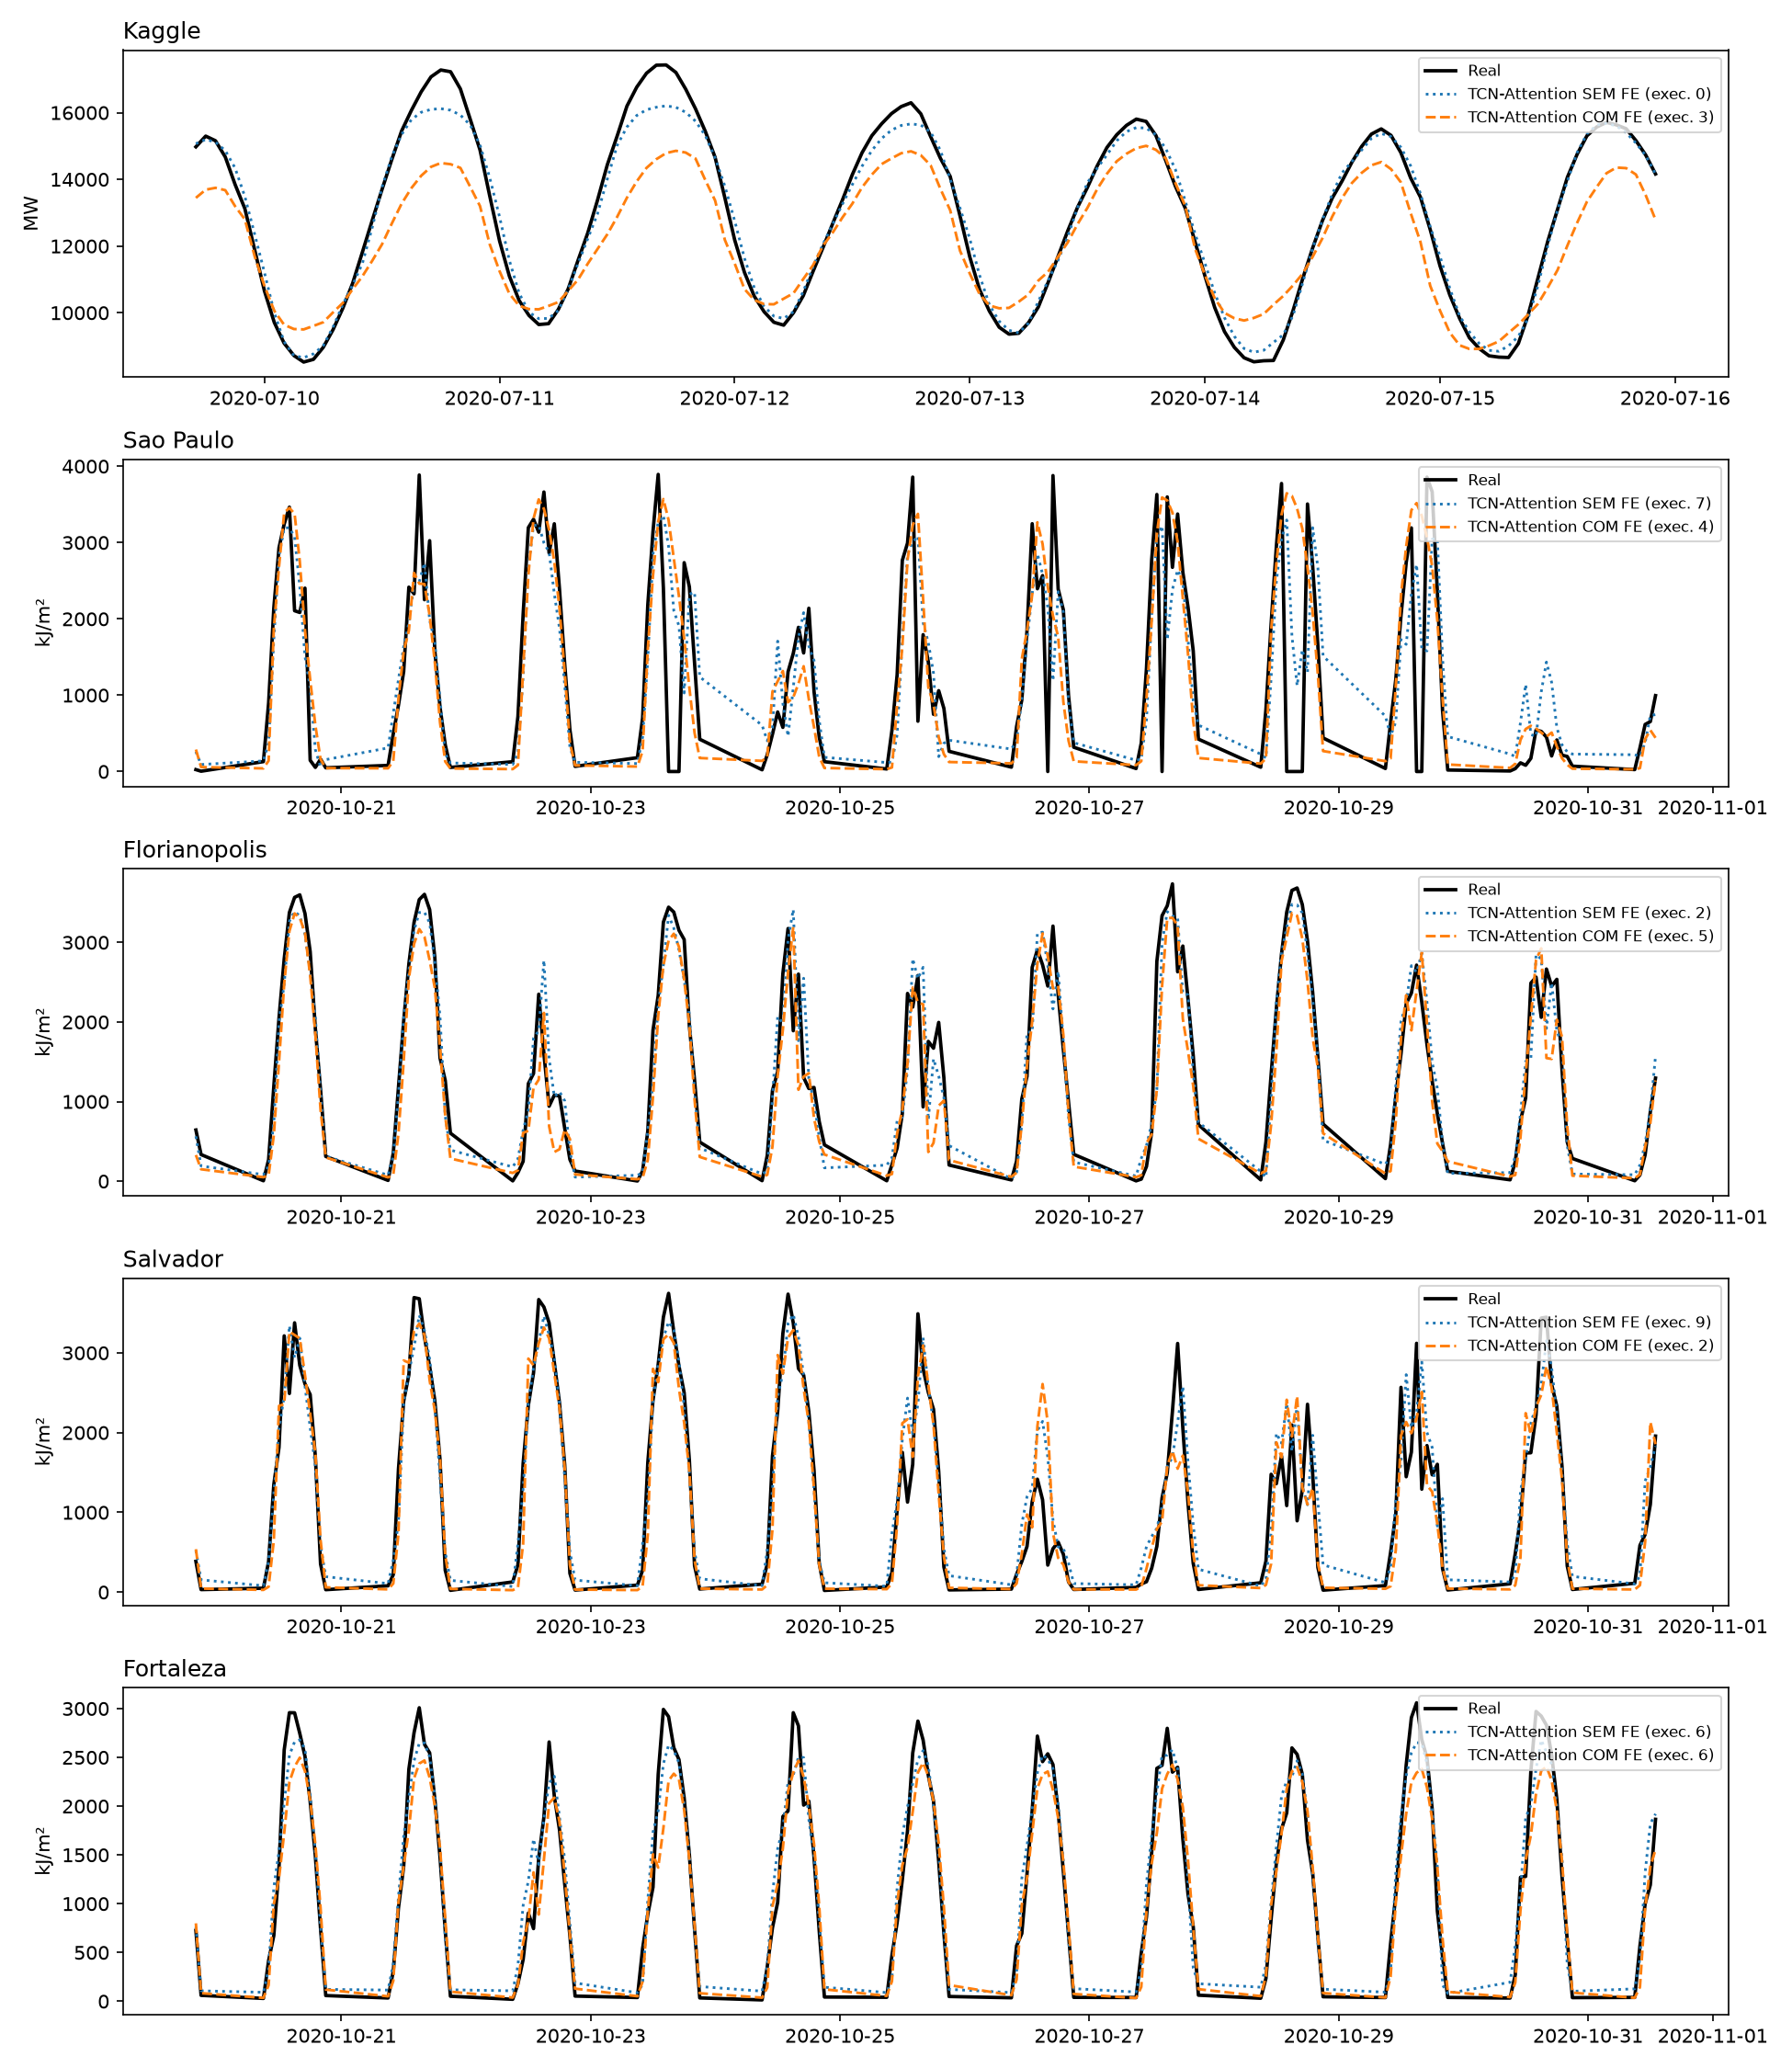 Kaggle
Real
TCN-Attention SEM FE (exec. 0)
TCN-Attention COM FE (exec. 3)
MW
16000
14000
12000
10000
2020-07-10 2020-07-11 2020-07-12 2020-07-13 2020-07-14 2020-07-15 2020-07-16
Sao Paulo
Real
TCN-Attention SEM FE (exec. 7)
TCN-Attention COM FE (exec. 4)
kJ/m²
4000
3000
2000
1000
0
2020-10-21 2020-10-23 2020-10-25 2020-10-27 2020-10-29 2020-10-31 2020-11-01
Florianopolis
Real
TCN-Attention SEM FE (exec. 2)
TCN-Attention COM FE (exec. 5)
kJ/m²
3000
2000
1000
0
2020-10-21 2020-10-23 2020-10-25 2020-10-27 2020-10-29 2020-10-31 2020-11-01
Salvador
Real
TCN-Attention SEM FE (exec. 9)
TCN-Attention COM FE (exec. 2)
kJ/m²
3000
2000
1000
0
2020-10-21 2020-10-23 2020-10-25 2020-10-27 2020-10-29 2020-10-31 2020-11-01
Fortaleza
Real
TCN-Attention SEM FE (exec. 6)
TCN-Attention COM FE (exec. 6)
kJ/m²
3000
2500
2000
1500
1000
500
0
2020-10-21 2020-10-23 2020-10-25 2020-10-27 2020-10-29 2020-10-31 2020-11-01